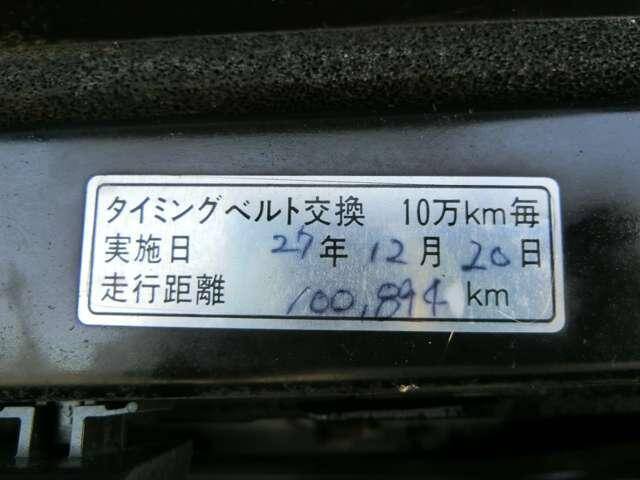 タイミングベルト交換 10万km毎
実施日 27年 12月 20日
走行距離 100,894 km